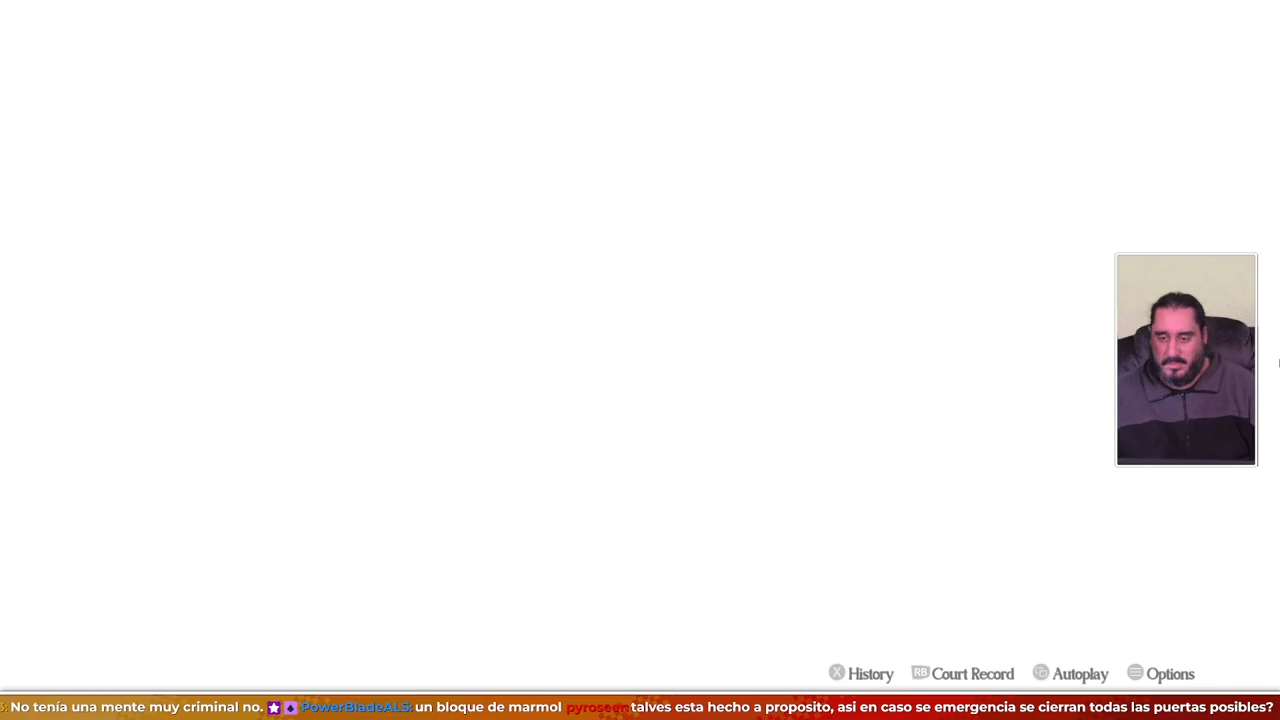 History Court Record Autoplay Options
: No tenía una mente muy criminal no. PowerBladeALS: un bloque de marmol pyroseed: talves esta hecho a proposito, asi en caso se emergencia se cierran todas las puertas posibles?